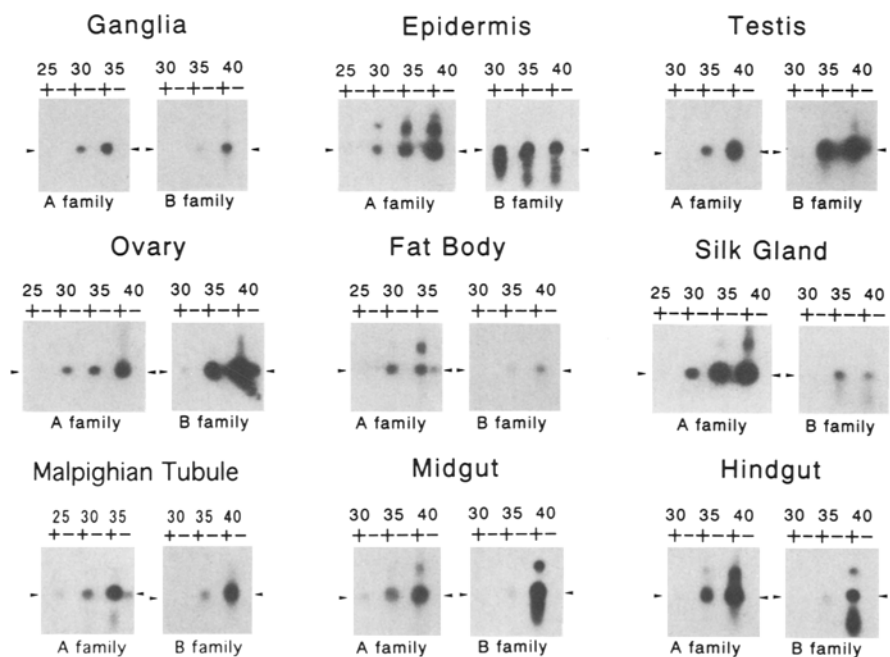 Ganglia Epidermis Testis
25 30 35 30 35 40 25 30 35 40 30 35 40 30 35 40 30 35 40
+-+-+- +-+-+- +-+-+-+- +-+-+- +-+-+- +-+-+-
A family B family A family B family A family B family
Ovary Fat Body Silk Gland
25 30 35 40 30 35 40 25 30 35 30 35 40 25 30 35 40 30 35 40
+-+-+-+- +-+-+- +-+-+- +-+-+- +-+-+-+- +-+-+-
A family B family A family B family A family B family
Malpighian Tubule Midgut Hindgut
25 30 35 30 35 40 30 35 40 30 35 40 30 35 40 30 35 40
+-+-+- +-+-+- +-+-+- +-+-+- +-+-+- +-+-+-
A family B family A family B family A family B family